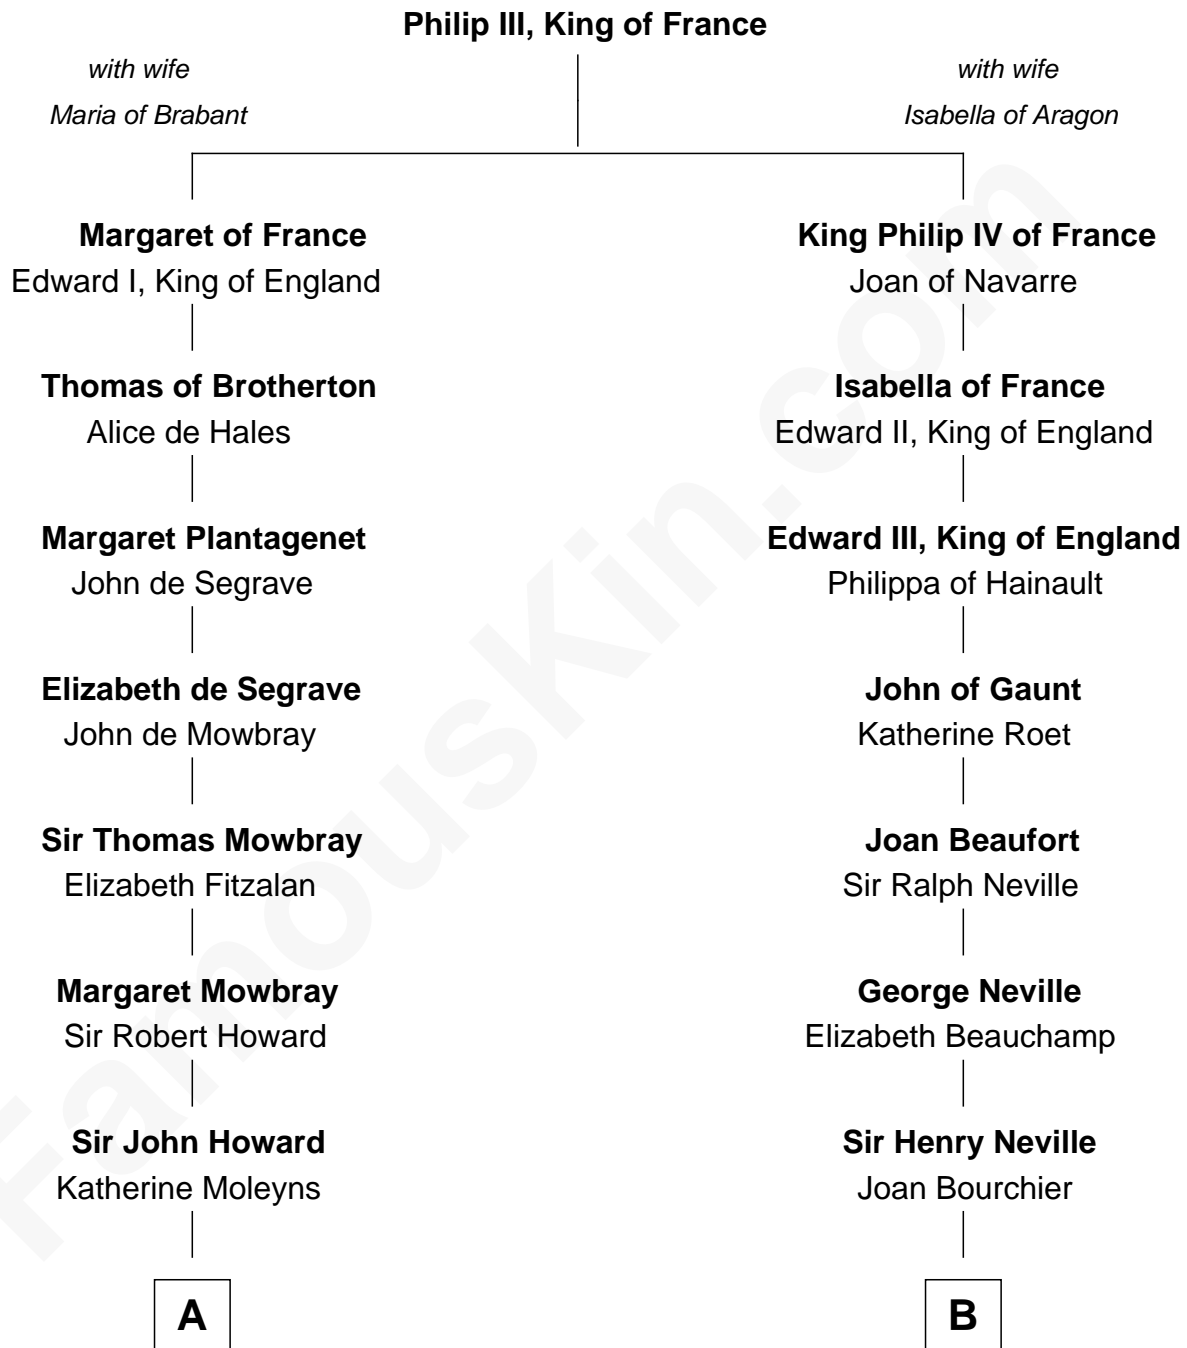 Philip III, King of France
with wife
Maria of Brabant
with wife
Isabella of Aragon
Margaret of France
Edward I, King of England
King Philip IV of France
Joan of Navarre
Thomas of Brotherton
Alice de Hales
Isabella of France
Edward II, King of England
Margaret Plantagenet
John de Segrave
Edward III, King of England
Philippa of Hainault
Elizabeth de Segrave
John de Mowbray
John of Gaunt
Katherine Roet
Sir Thomas Mowbray
Elizabeth Fitzalan
Joan Beaufort
Sir Ralph Neville
Margaret Mowbray
Sir Robert Howard
George Neville
Elizabeth Beauchamp
Sir John Howard
Katherine Moleyns
Sir Henry Neville
Joan Bourchier
A
B
FamousKin.com